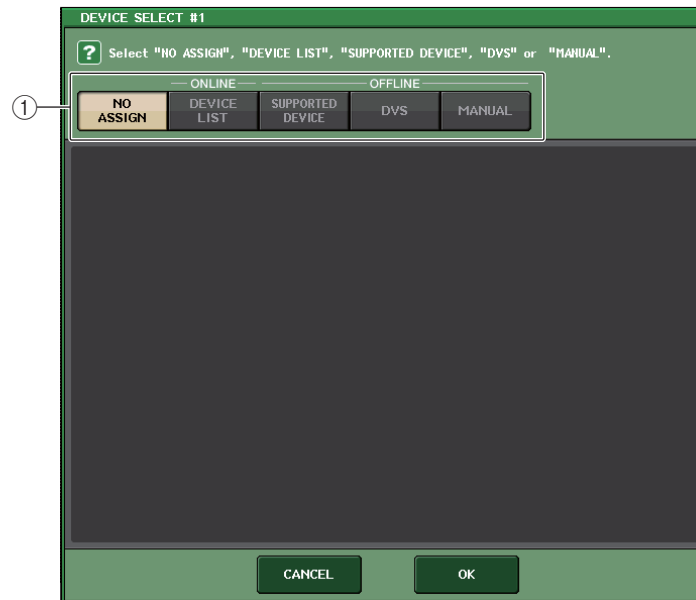 DEVICE SELECT #1
? Select "NO ASSIGN", "DEVICE LIST", "SUPPORTED DEVICE", "DVS" or "MANUAL".
ONLINE OFFLINE
1 NO ASSIGN DEVICE LIST SUPPORTED DEVICE DVS MANUAL
CANCEL OK